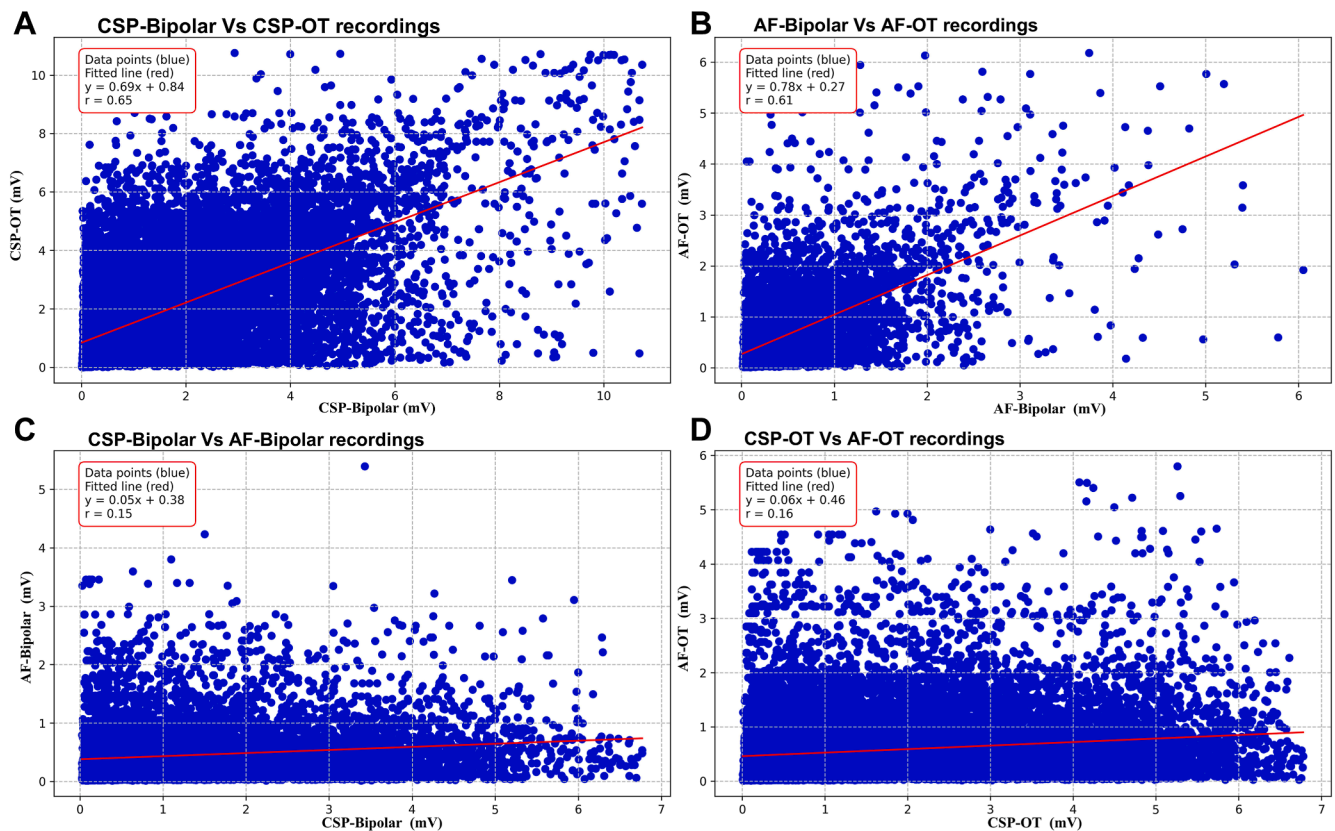 A
CSP-Bipolar Vs CSP-OT recordings
Data points (blue)
Fitted line (red)
y = 0.69x + 0.84
r = 0.65
CSP-OT (mV)
10
8
6
4
2
0
0 2 4 6 8 10
CSP-Bipolar (mV)
B
AF-Bipolar Vs AF-OT recordings
Data points (blue)
Fitted line (red)
y = 0.78x + 0.27
r = 0.61
AF-OT (mV)
6
5
4
3
2
1
0
0 1 2 3 4 5 6
AF-Bipolar (mV)
C
CSP-Bipolar Vs AF-Bipolar recordings
Data points (blue)
Fitted line (red)
y = 0.05x + 0.38
r = 0.15
AF-Bipolar (mV)
5
4
3
2
1
0
0 1 2 3 4 5 6 7
CSP-Bipolar (mV)
D
CSP-OT Vs AF-OT recordings
Data points (blue)
Fitted line (red)
y = 0.06x + 0.46
r = 0.16
AF-OT (mV)
6
5
4
3
2
1
0
0 1 2 3 4 5 6 7
CSP-OT (mV)